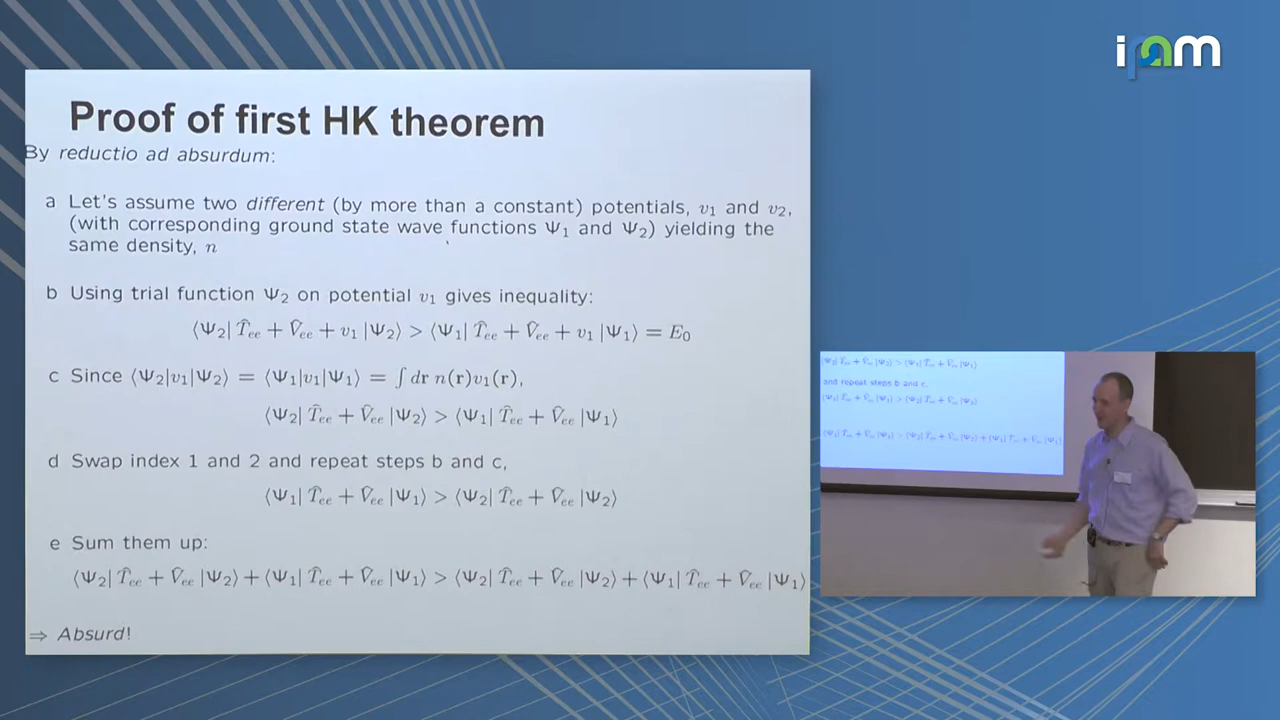 ipam
Proof of first HK theorem
By reductio ad absurdum:
a Let's assume two different (by more than a constant) potentials, v₁ and v₂,
(with corresponding ground state wave functions Ψ₁ and Ψ₂) yielding the
same density, n
b Using trial function Ψ₂ on potential v₁ gives inequality:
⟨Ψ₂| T̂ₑₑ + V̂ₑₑ + v₁ |Ψ₂⟩ > ⟨Ψ₁| T̂ₑₑ + V̂ₑₑ + v₁ |Ψ₁⟩ = E₀
c Since ⟨Ψ₂|v₁|Ψ₂⟩ = ⟨Ψ₁|v₁|Ψ₁⟩ = ∫ dr n(r)v₁(r),
⟨Ψ₂| T̂ₑₑ + V̂ₑₑ |Ψ₂⟩ > ⟨Ψ₁| T̂ₑₑ + V̂ₑₑ |Ψ₁⟩
d Swap index 1 and 2 and repeat steps b and c,
⟨Ψ₁| T̂ₑₑ + V̂ₑₑ |Ψ₁⟩ > ⟨Ψ₂| T̂ₑₑ + V̂ₑₑ |Ψ₂⟩
e Sum them up:
⟨Ψ₂| T̂ₑₑ + V̂ₑₑ |Ψ₂⟩ + ⟨Ψ₁| T̂ₑₑ + V̂ₑₑ |Ψ₁⟩ > ⟨Ψ₂| T̂ₑₑ + V̂ₑₑ |Ψ₂⟩ + ⟨Ψ₁| T̂ₑₑ + V̂ₑₑ |Ψ₁⟩
⇒ Absurd!
and repeat steps b and c,